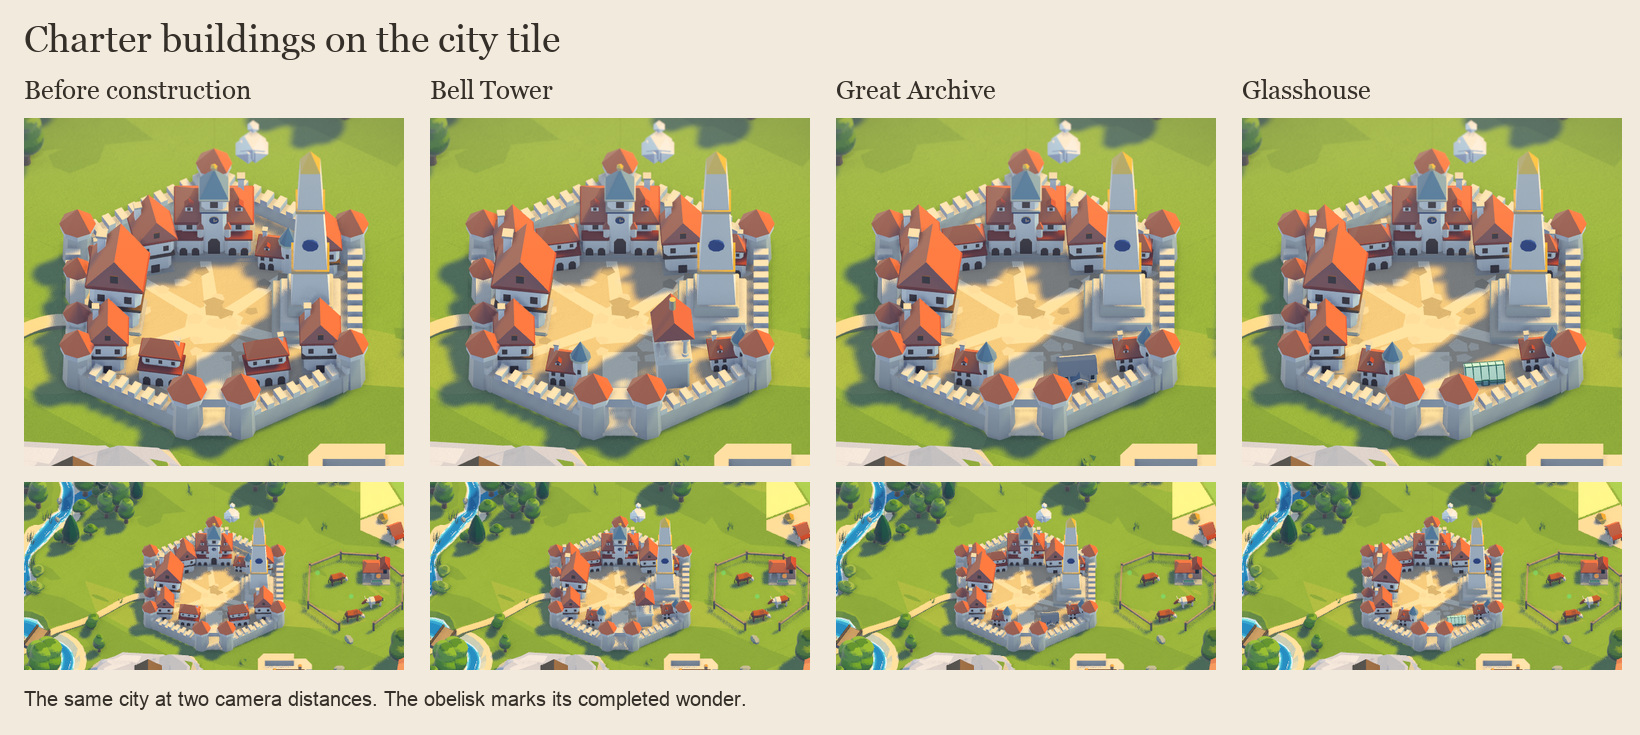 Charter buildings on the city tile
Before construction
Bell Tower
Great Archive
Glasshouse
The same city at two camera distances. The obelisk marks its completed wonder.